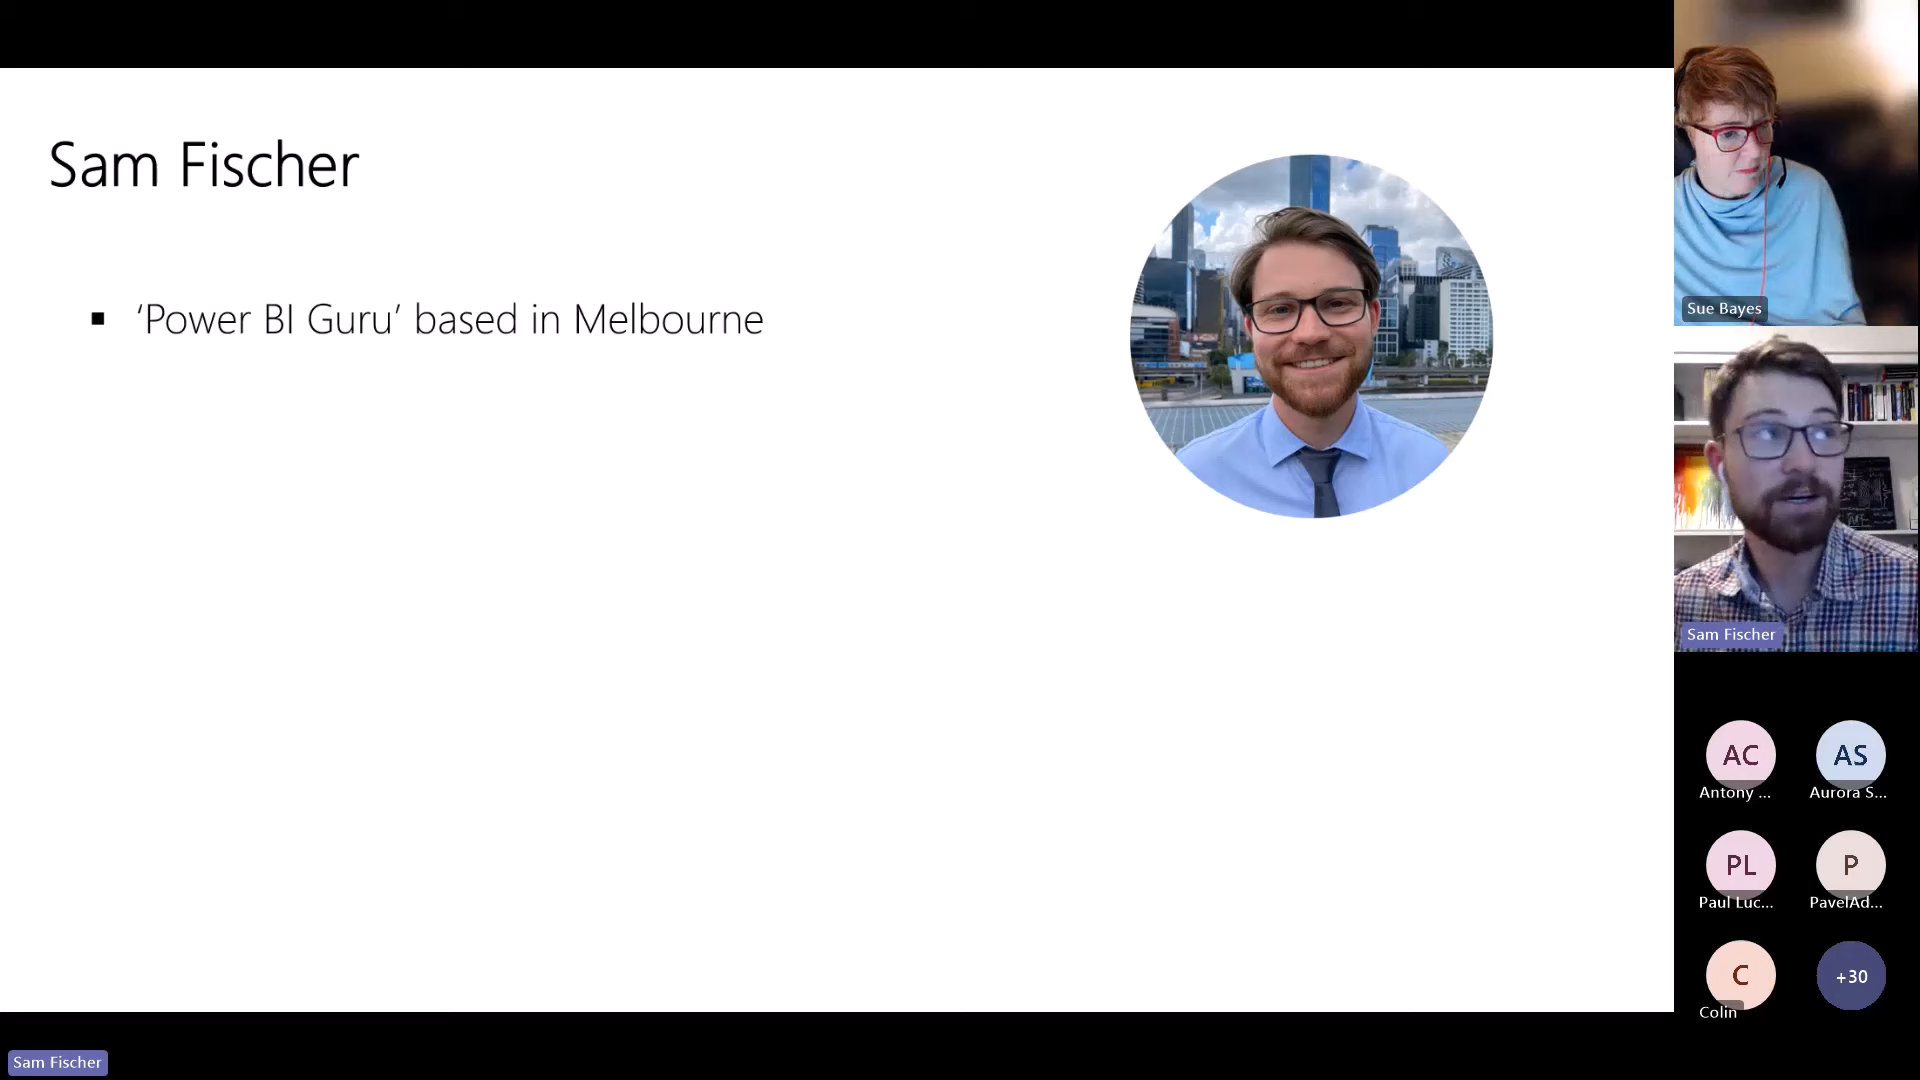 Sam Fischer
▪ ‘Power BI Guru’ based in Melbourne
Sue Bayes
Sam Fischer
AC
Antony ...
AS
Aurora S...
PL
Paul Luc...
P
PavelAd...
C
Colin
+30
Sam Fischer